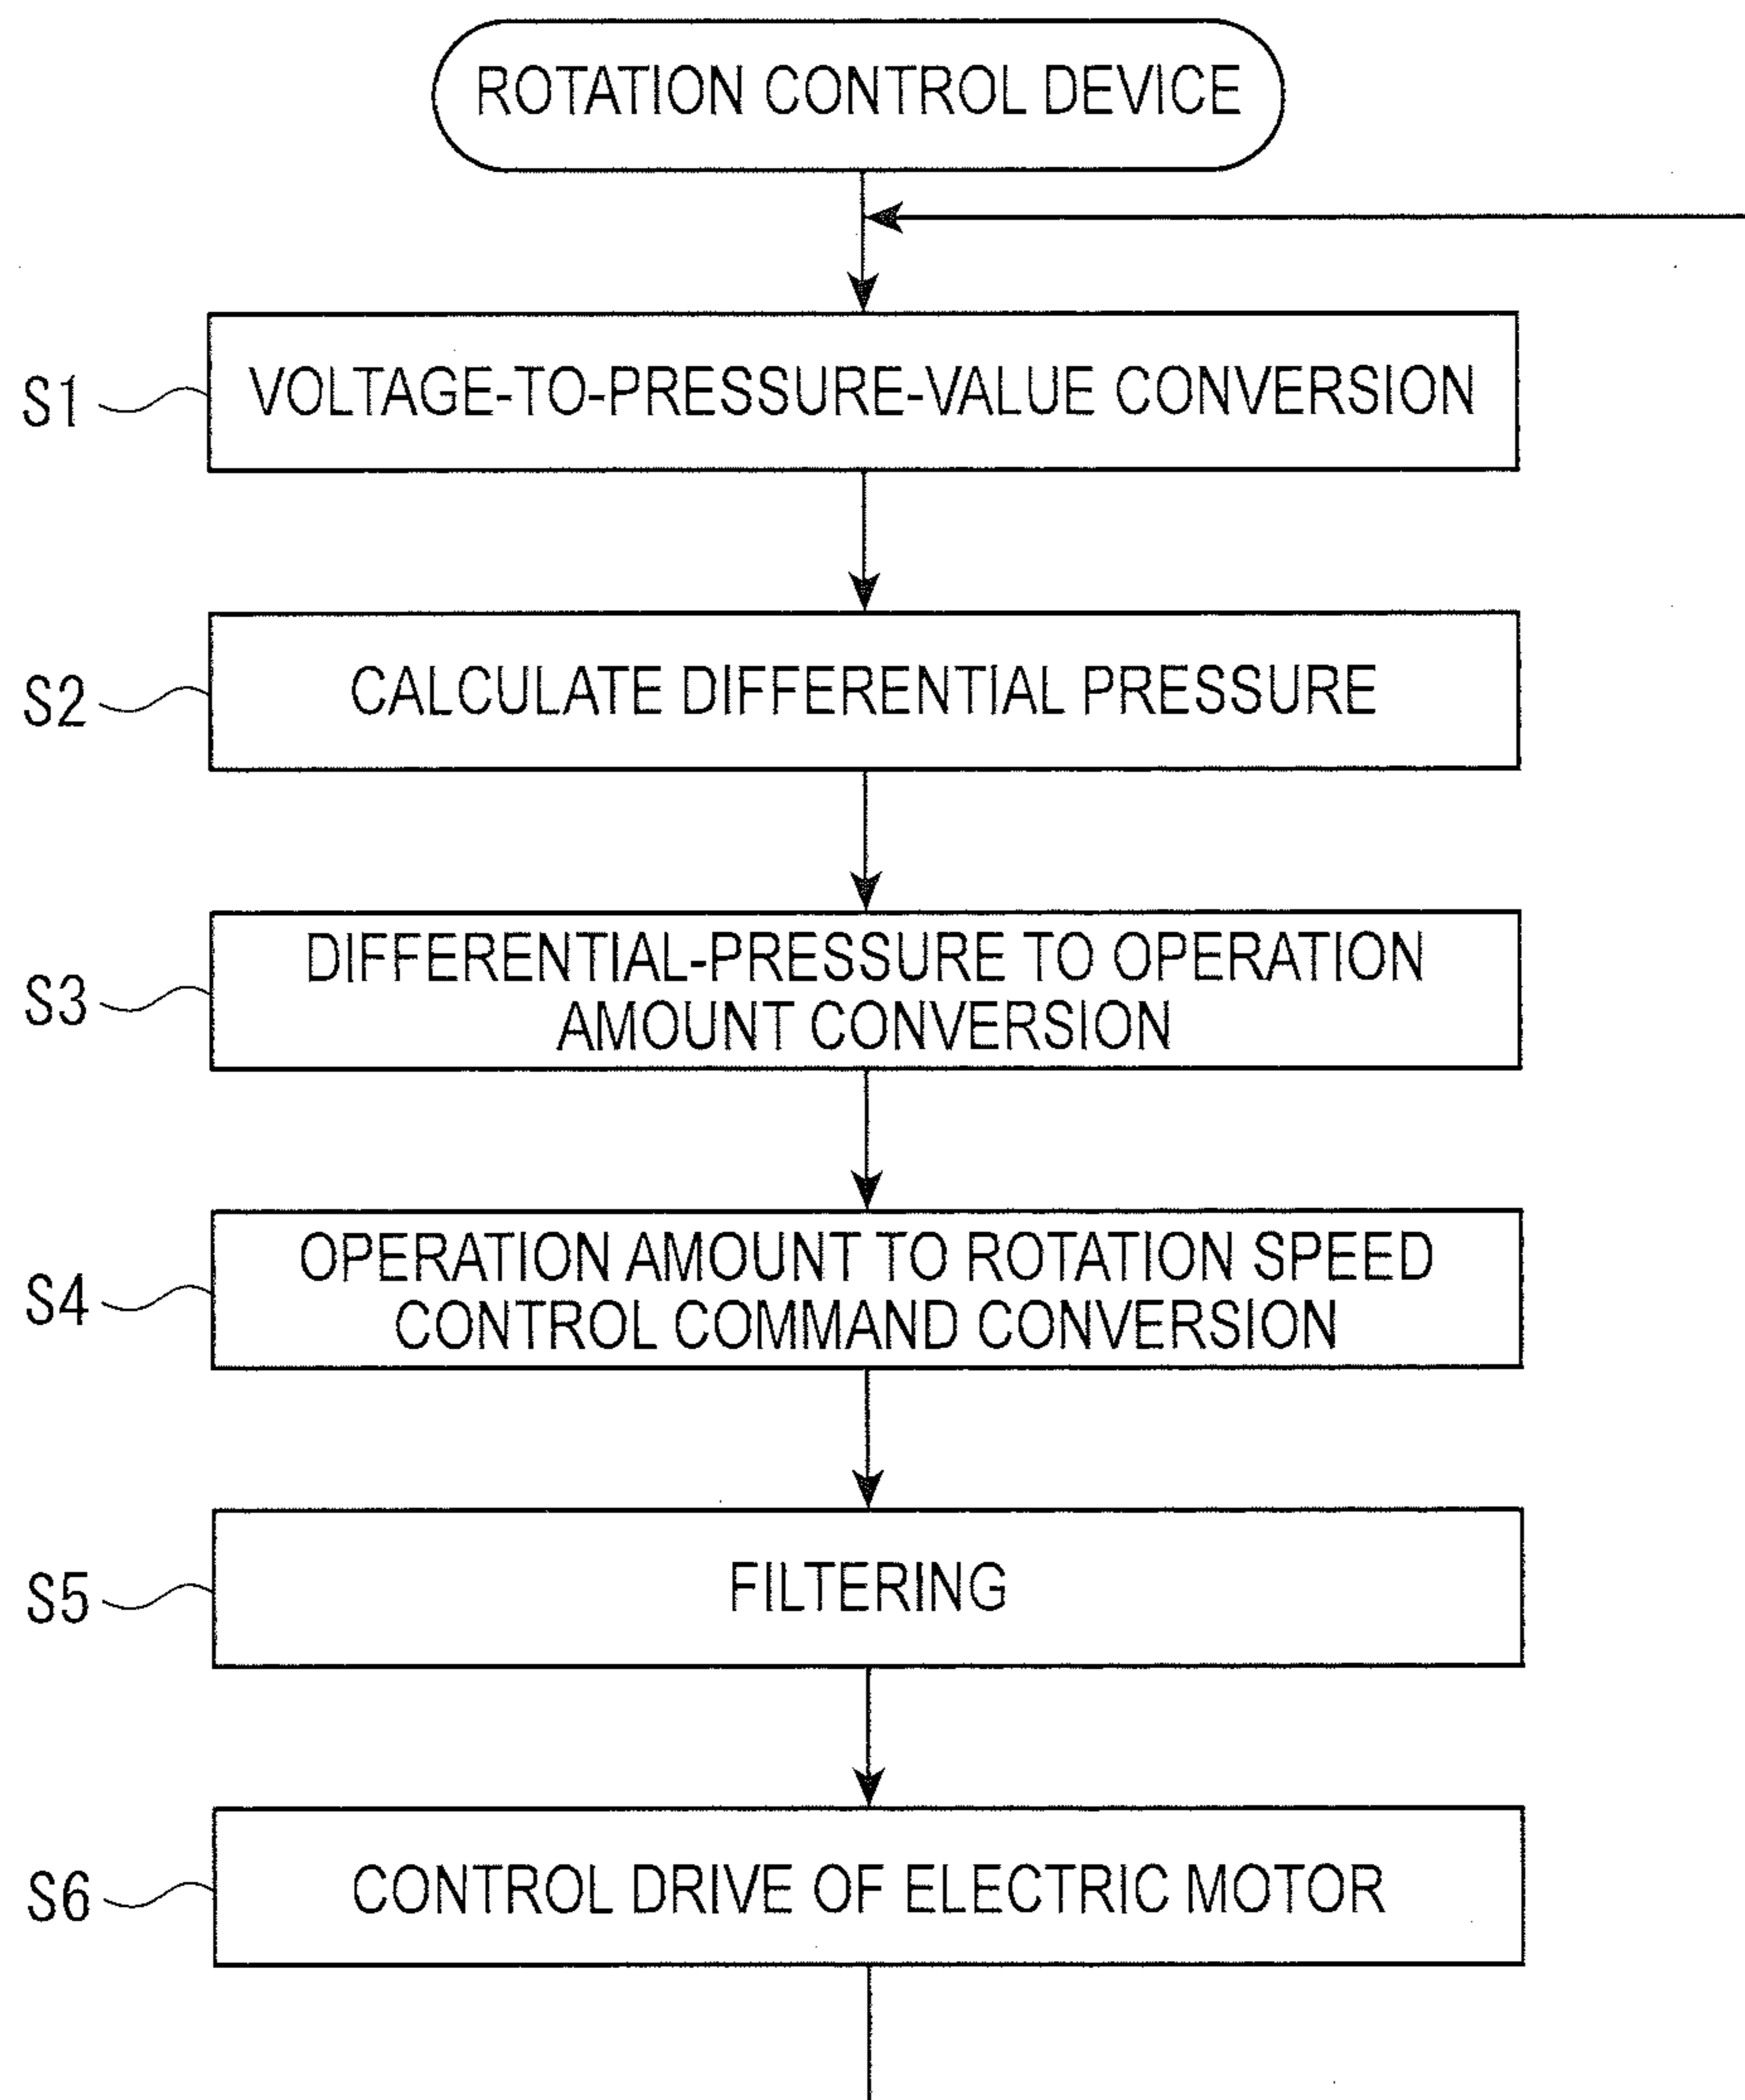 ROTATION CONTROL DEVICE
S1
VOLTAGE-TO-PRESSURE-VALUE CONVERSION
S2
CALCULATE DIFFERENTIAL PRESSURE
S3
DIFFERENTIAL-PRESSURE TO OPERATION
AMOUNT CONVERSION
S4
OPERATION AMOUNT TO ROTATION SPEED
CONTROL COMMAND CONVERSION
S5
FILTERING
S6
CONTROL DRIVE OF ELECTRIC MOTOR